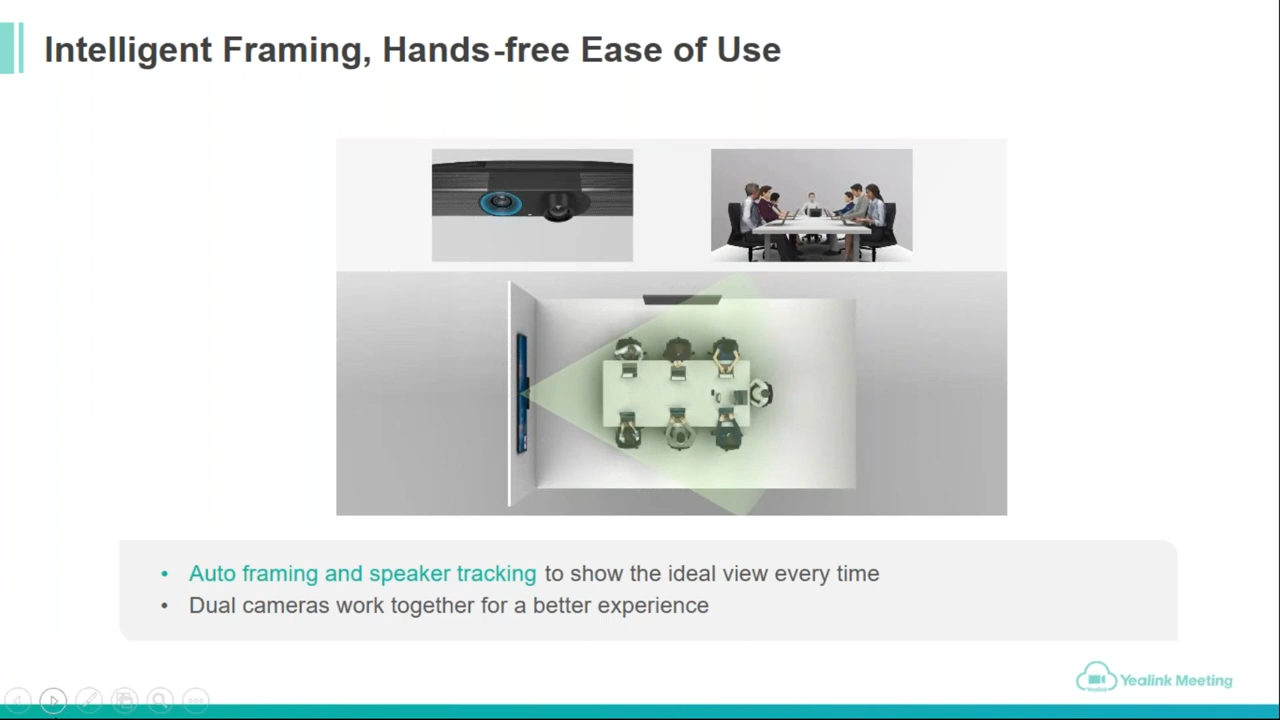 Intelligent Framing, Hands-free Ease of Use
• Auto framing and speaker tracking to show the ideal view every time
• Dual cameras work together for a better experience
Yealink
Yealink Meeting